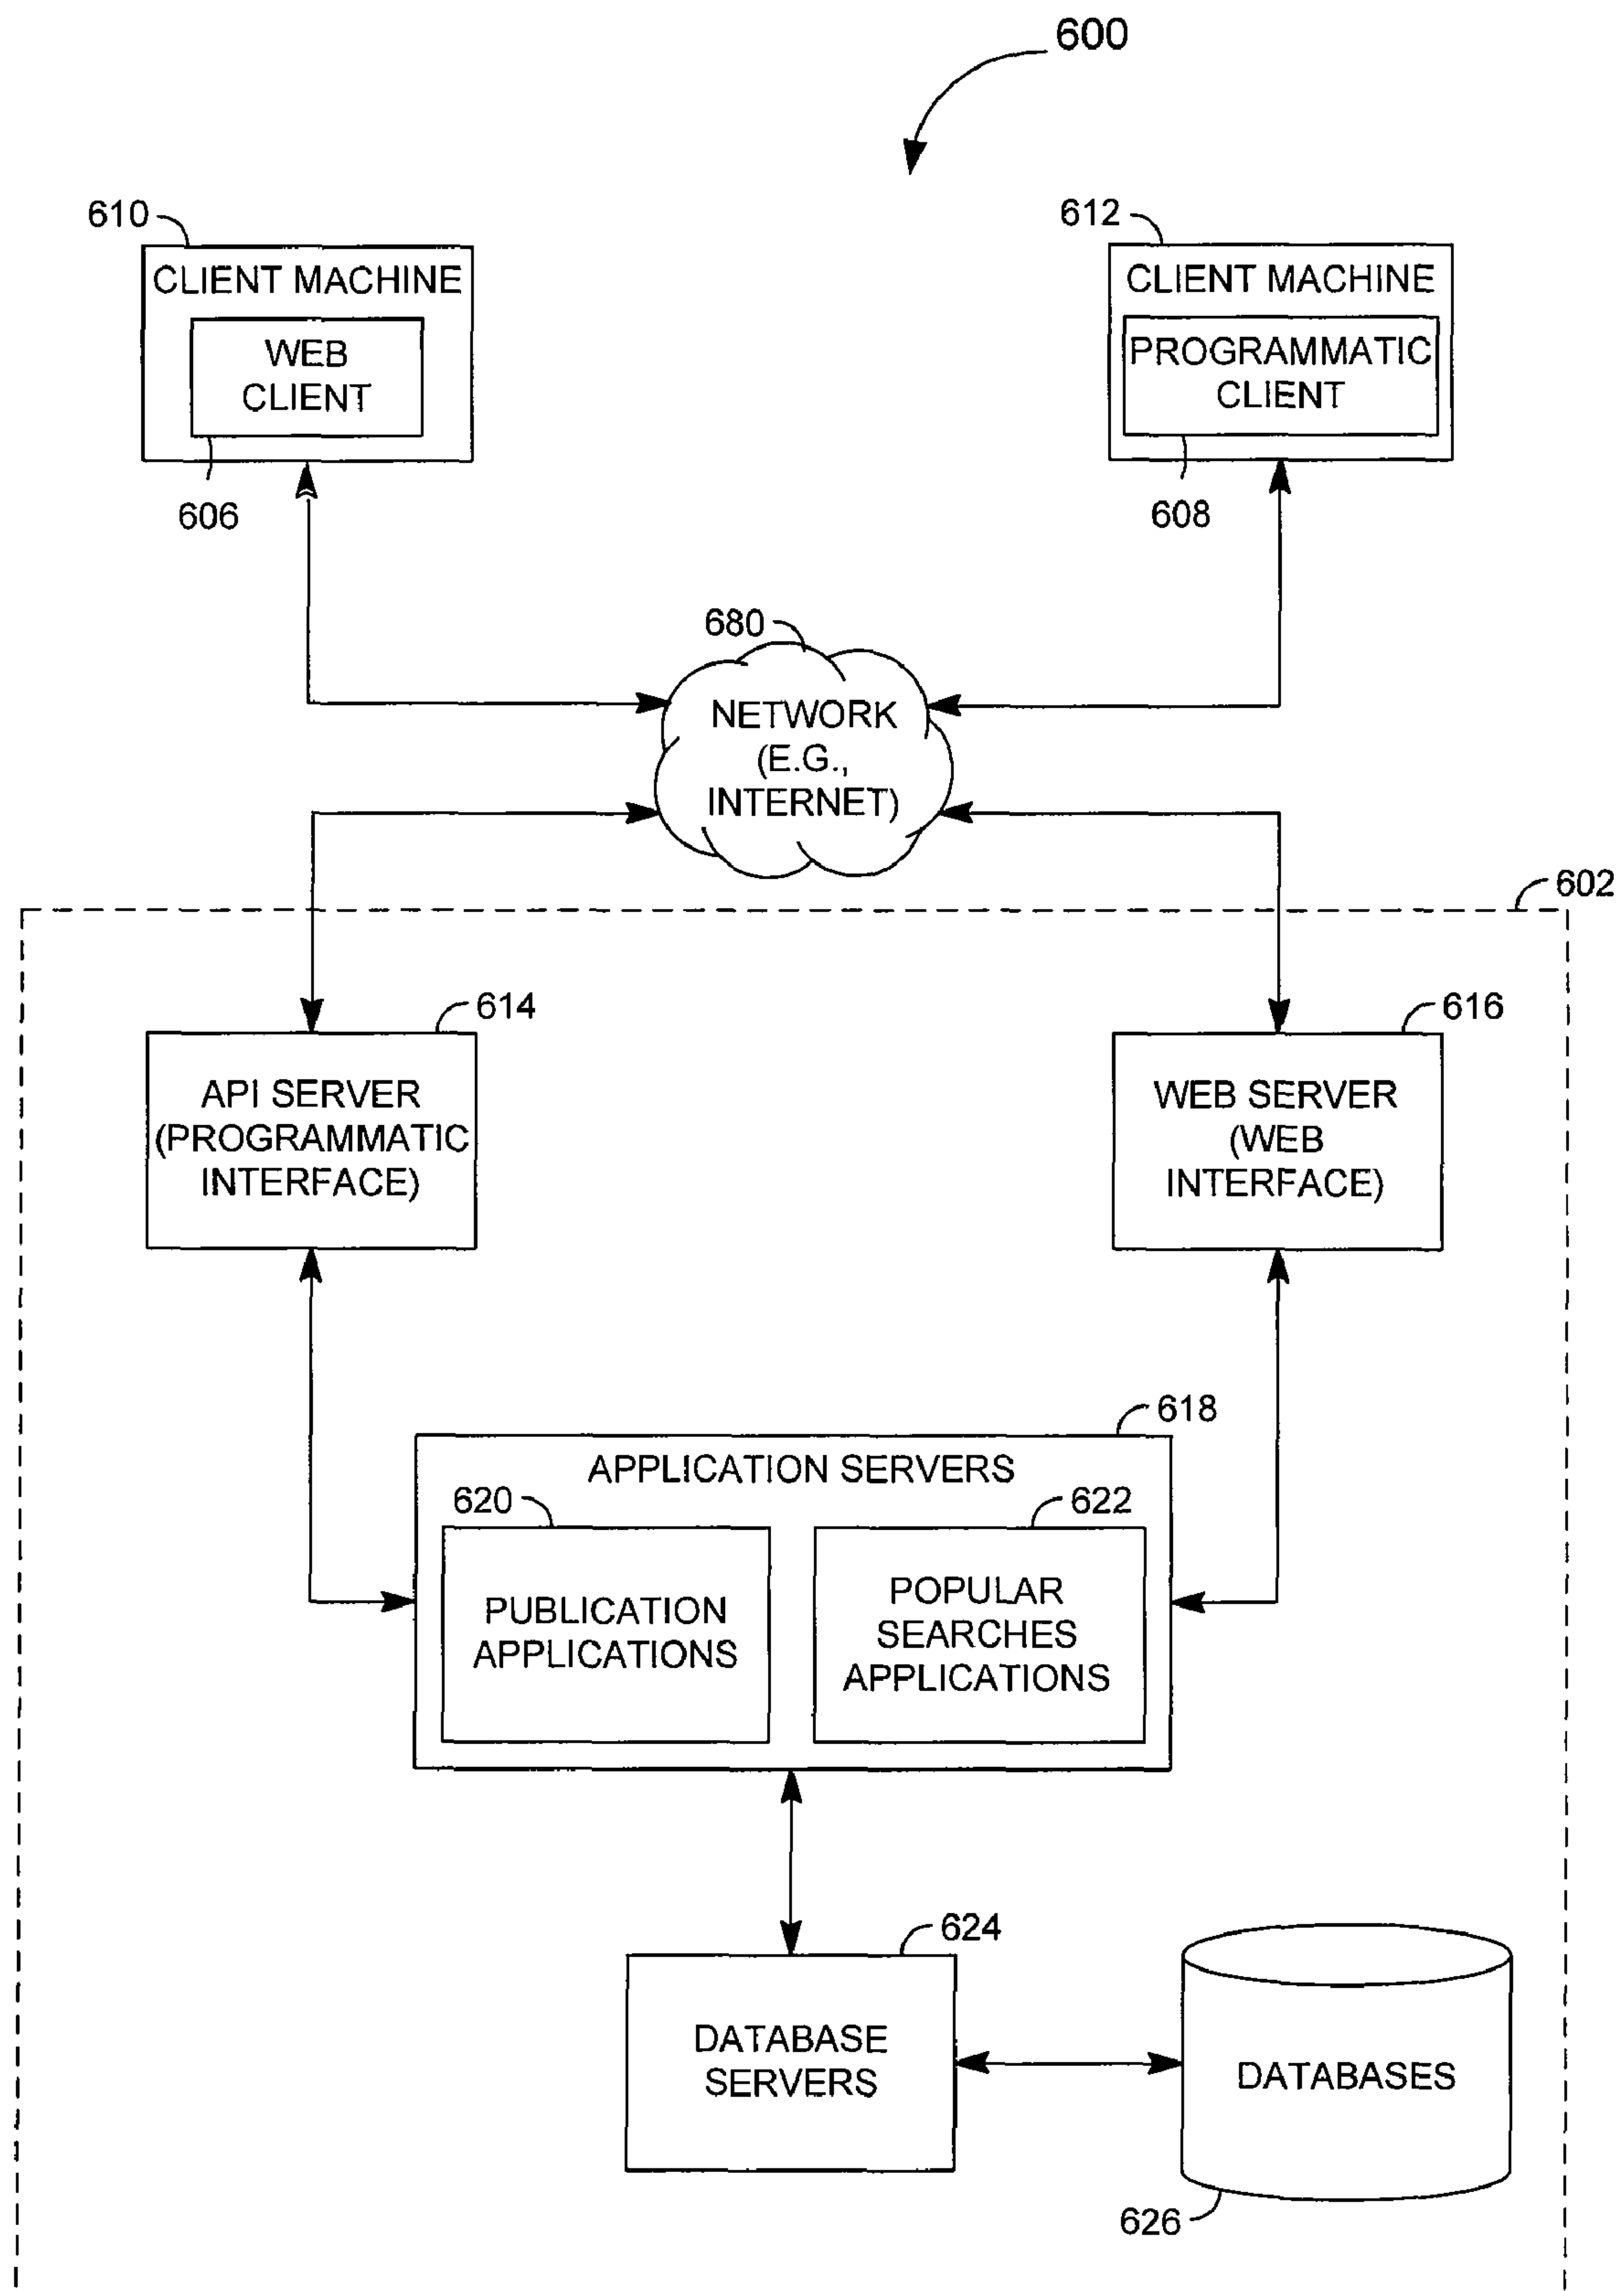 600
610
CLIENT MACHINE
WEB
CLIENT
606
612
CLIENT MACHINE
PROGRAMMATIC
CLIENT
608
680
NETWORK
(E.G.,
INTERNET)
602
614
API SERVER
(PROGRAMMATIC
INTERFACE)
616
WEB SERVER
(WEB
INTERFACE)
618
APPLICATION SERVERS
620
PUBLICATION
APPLICATIONS
622
POPULAR
SEARCHES
APPLICATIONS
624
DATABASE
SERVERS
DATABASES
626